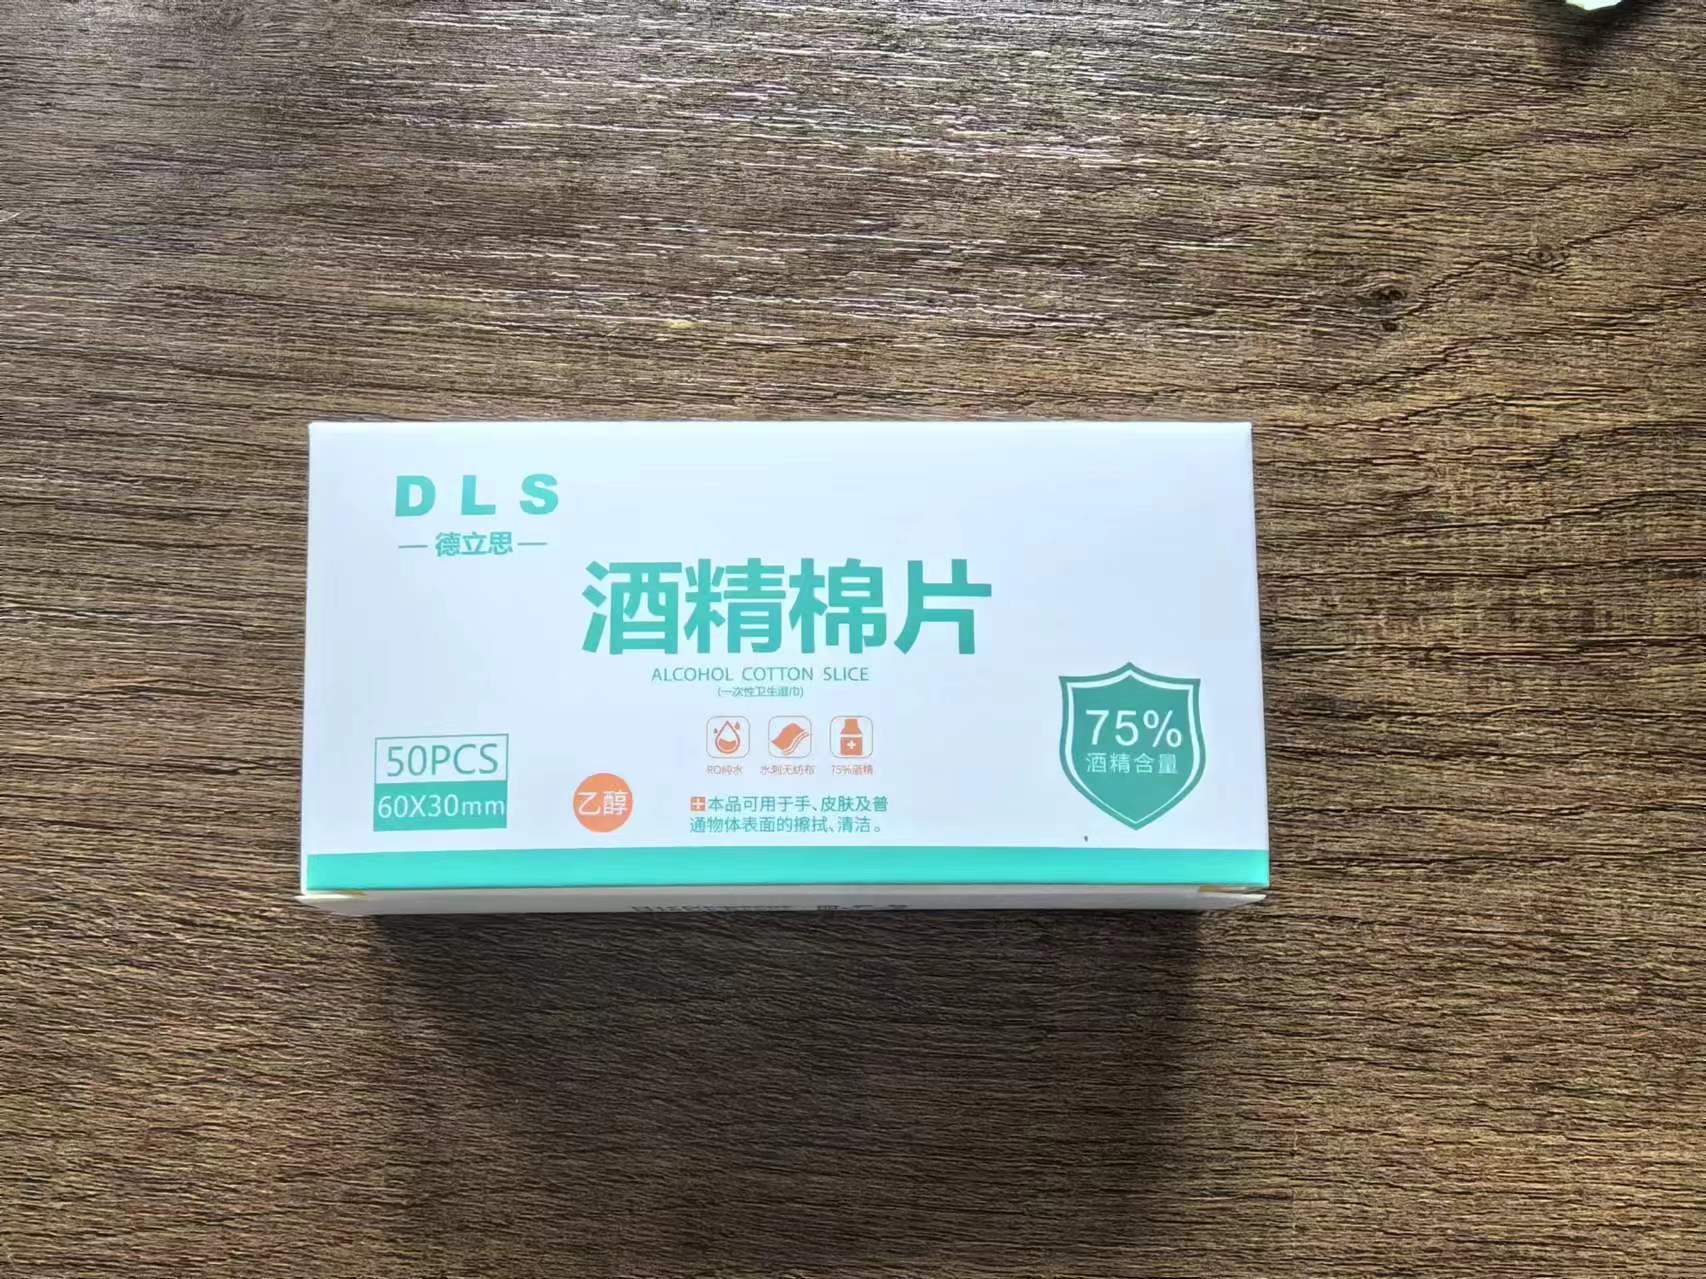 DLS
德立思
酒精棉片
ALCOHOL COTTON SLICE
(一次性卫生湿/b)
50PCS
60X30mm
乙醇
RO纯水 水刺无纺布 75%酒精
本品可用于手、皮肤及普
通物体表面的擦拭、清洁。
75%
酒精含量